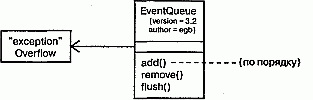 EventQueue
{version = 3.2
author = egb}
"exception"
Overflow
add()
{по порядку}
remove()
flush()